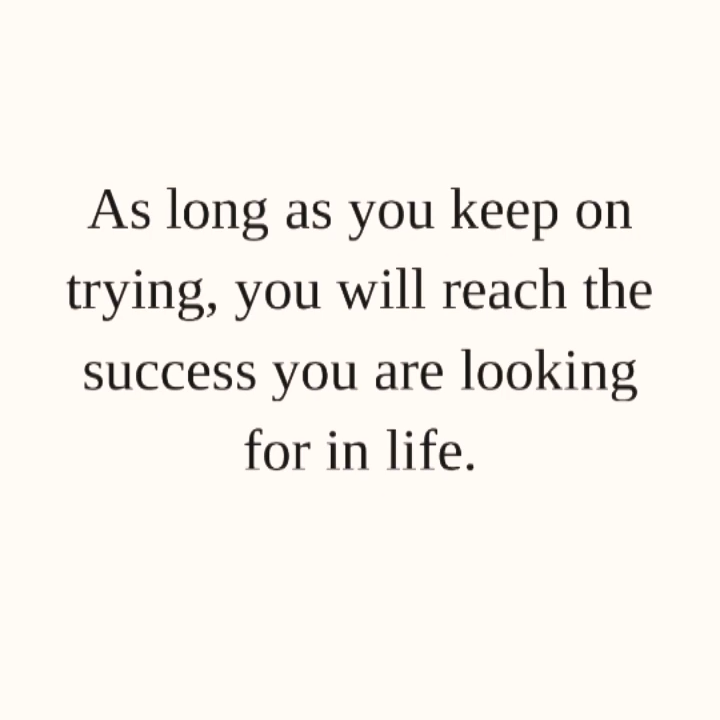 As long as you keep on
trying, you will reach the
success you are looking
for in life.